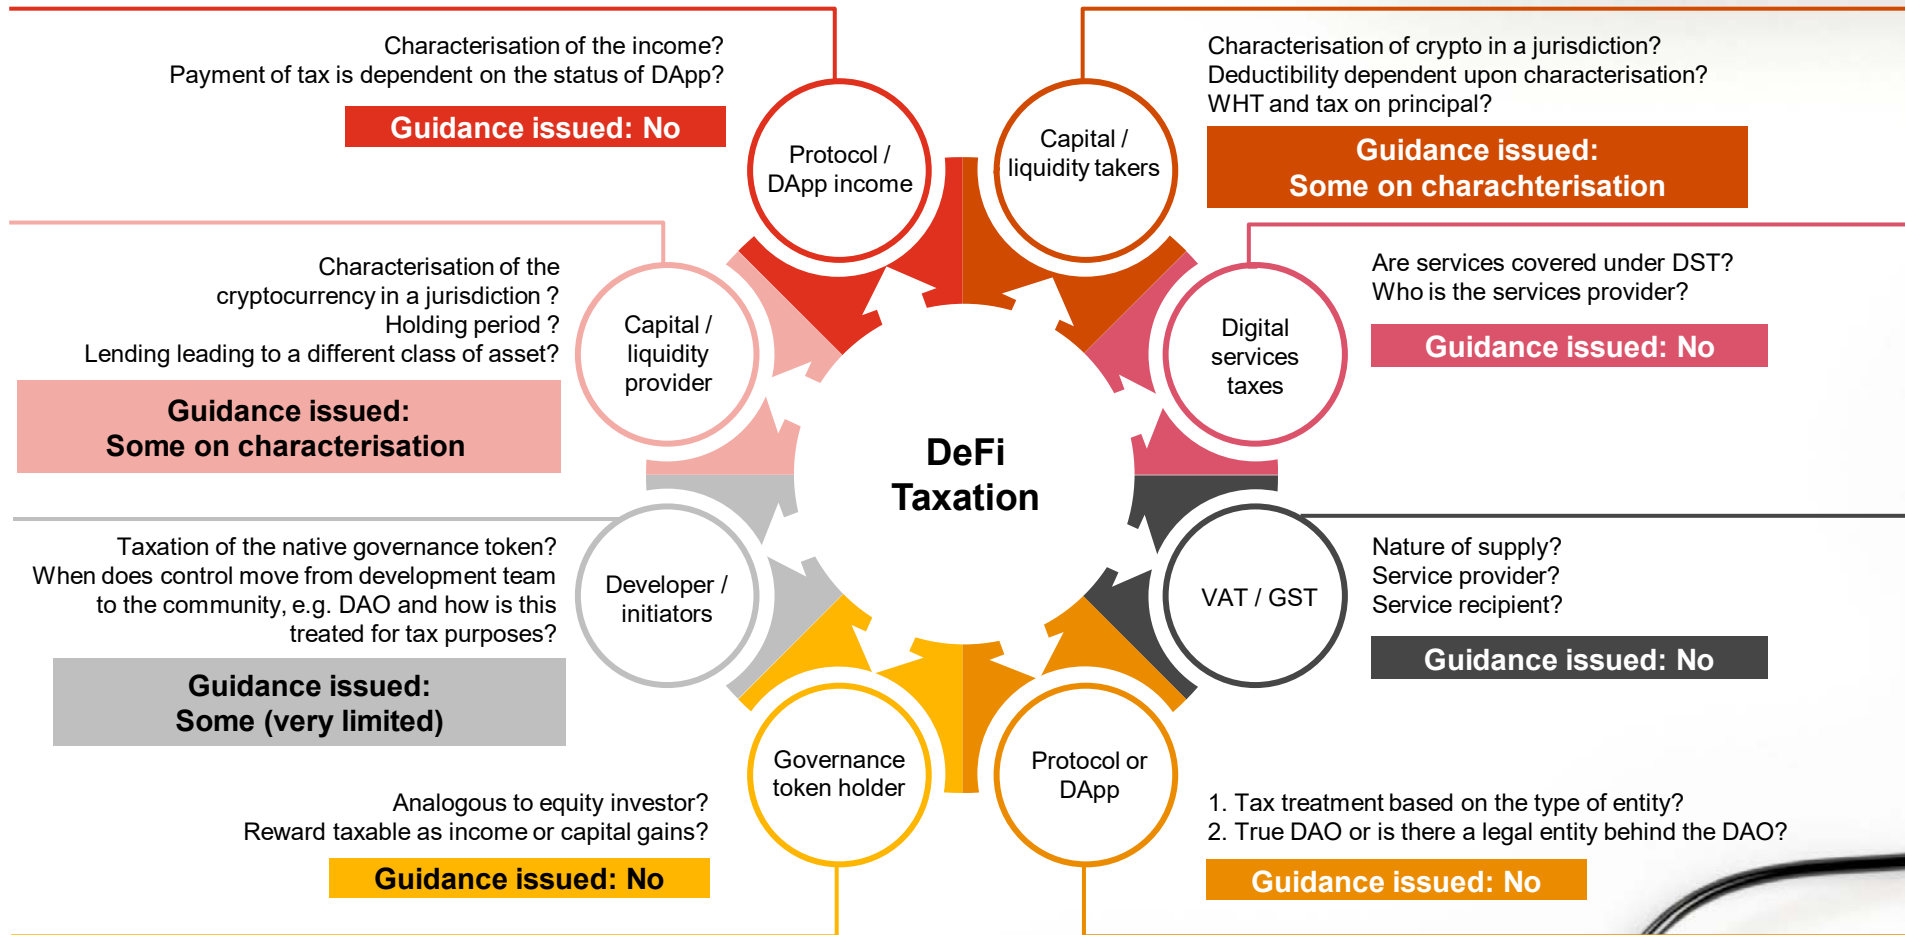 Characterisation of the income?
Payment of tax is dependent on the status of DApp?
Guidance issued: No
Protocol /
DApp income
Capital /
liquidity takers
Characterisation of crypto in a jurisdiction?
Deductibility dependent upon characterisation?
WHT and tax on principal?
Guidance issued:
Some on charachterisation
Characterisation of the
cryptocurrency in a jurisdiction ?
Holding period ?
Lending leading to a different class of asset?
Guidance issued:
Some on characterisation
Capital /
liquidity
provider
Digital
services
taxes
Are services covered under DST?
Who is the services provider?
Guidance issued: No
DeFi
Taxation
Taxation of the native governance token?
When does control move from development team
to the community, e.g. DAO and how is this
treated for tax purposes?
Guidance issued:
Some (very limited)
Developer /
initiators
VAT / GST
Nature of supply?
Service provider?
Service recipient?
Guidance issued: No
Governance
token holder
Analogous to equity investor?
Reward taxable as income or capital gains?
Guidance issued: No
Protocol or
DApp
1. Tax treatment based on the type of entity?
2. True DAO or is there a legal entity behind the DAO?
Guidance issued: No